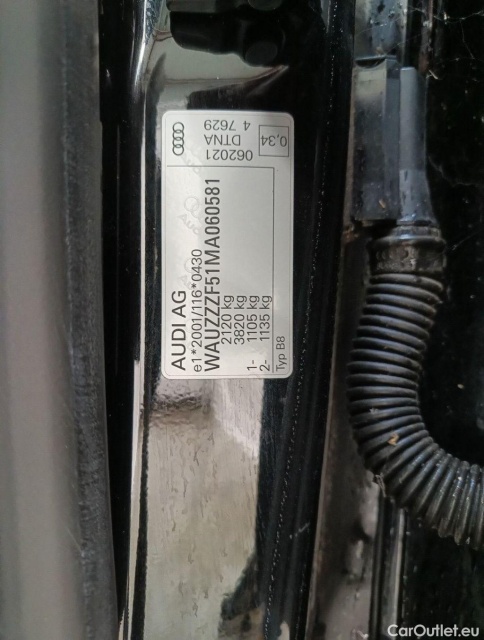 AUDI AG
e1*2001/116*0430
WAUZZZF51MA060581
2120 kg
3820 kg
1- 1105 kg
2- 1135 kg
Typ B8
062021
DTNA
4 7629
0,34
CarOutlet.eu